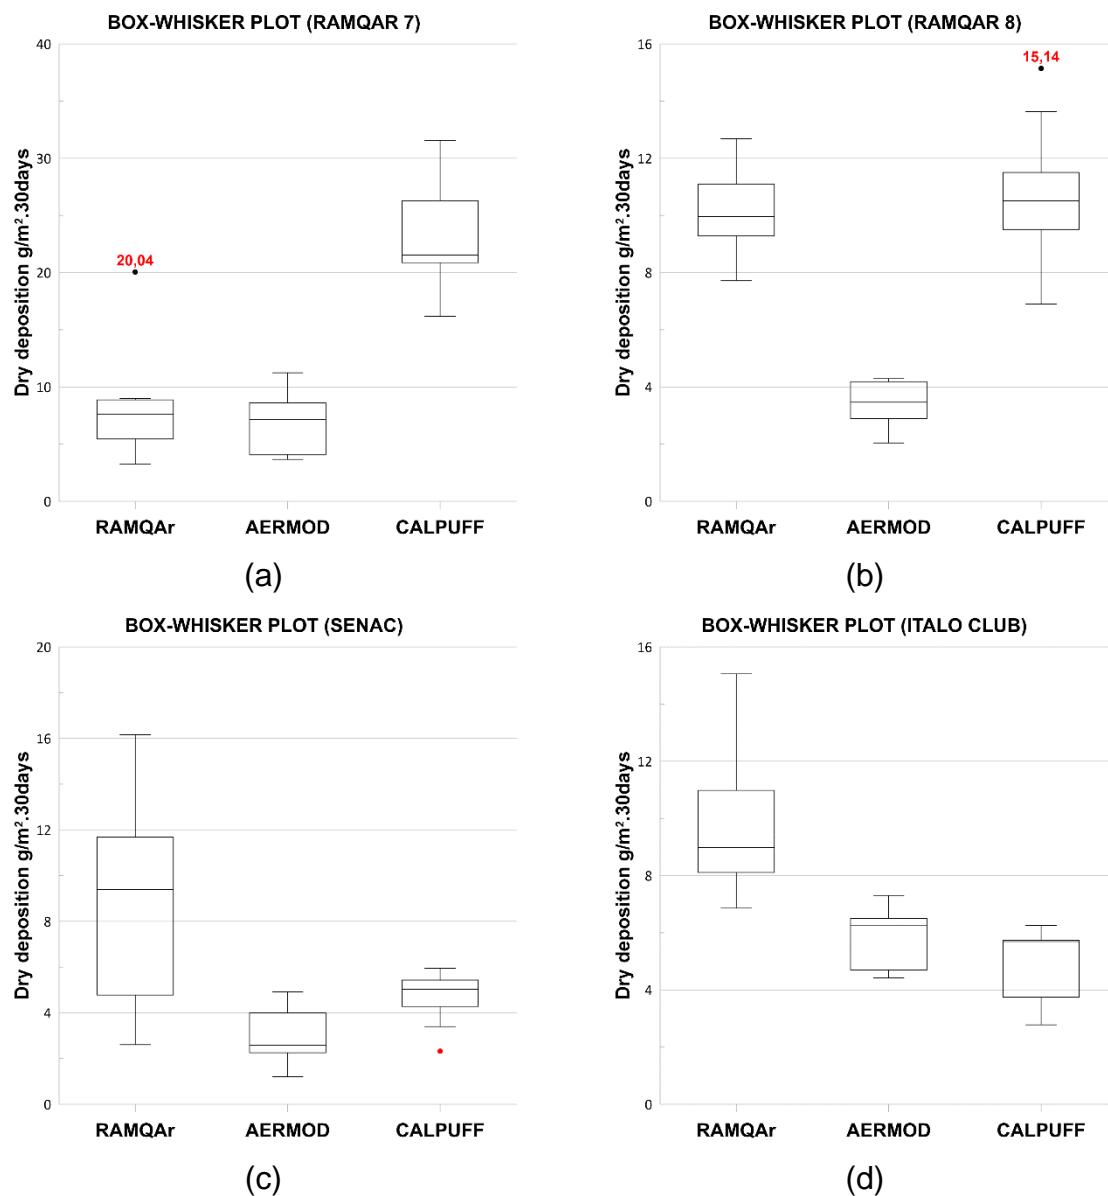 BOX-WHISKER PLOT (RAMQAR 7)
Dry deposition g/m².30days
40
30
20
10
0
20,04
RAMQAr AERMOD CALPUFF
(a)
BOX-WHISKER PLOT (RAMQAR 8)
Dry deposition g/m².30days
16
12
8
4
0
15,14
RAMQAr AERMOD CALPUFF
(b)
BOX-WHISKER PLOT (SENAC)
Dry deposition g/m².30days
20
16
12
8
4
0
RAMQAr AERMOD CALPUFF
(c)
BOX-WHISKER PLOT (ITALO CLUB)
Dry deposition g/m².30days
16
12
8
4
0
RAMQAr AERMOD CALPUFF
(d)